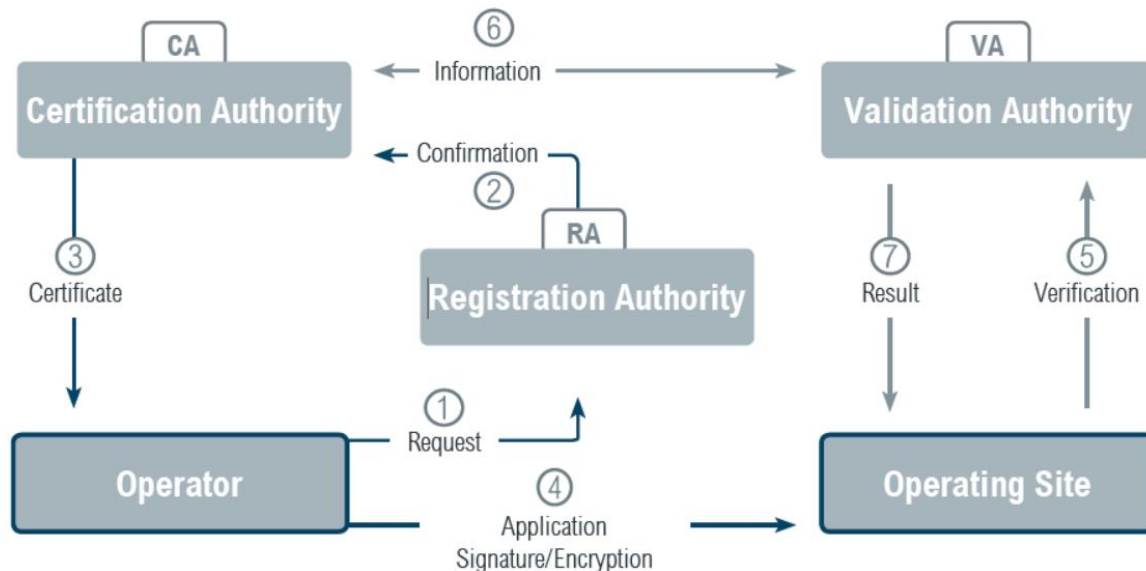 6
CA
Information
VA
Certification Authority
Validation Authority
Confirmation
2
RA
Registration Authority
3
Certificate
7
Result
5
Verification
1
Request
Operator
4
Application
Signature/Encryption
Operating Site